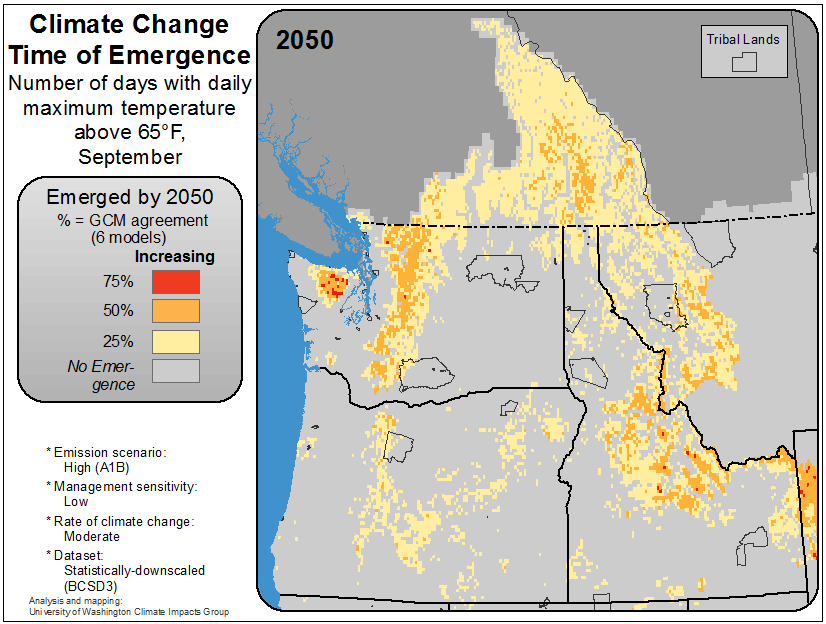 Climate Change
Time of Emergence
Number of days with daily
maximum temperature
above 65°F,
September
Emerged by 2050
% = GCM agreement
(6 models)
Increasing
75%
50%
25%
No Emer-
gence
* Emission scenario:
High (A1B)
* Management sensitivity:
Low
* Rate of climate change:
Moderate
* Dataset:
Statistically-downscaled
(BCSD3)
Analysis and mapping:
University of Washington Climate Impacts Group
2050
Tribal Lands